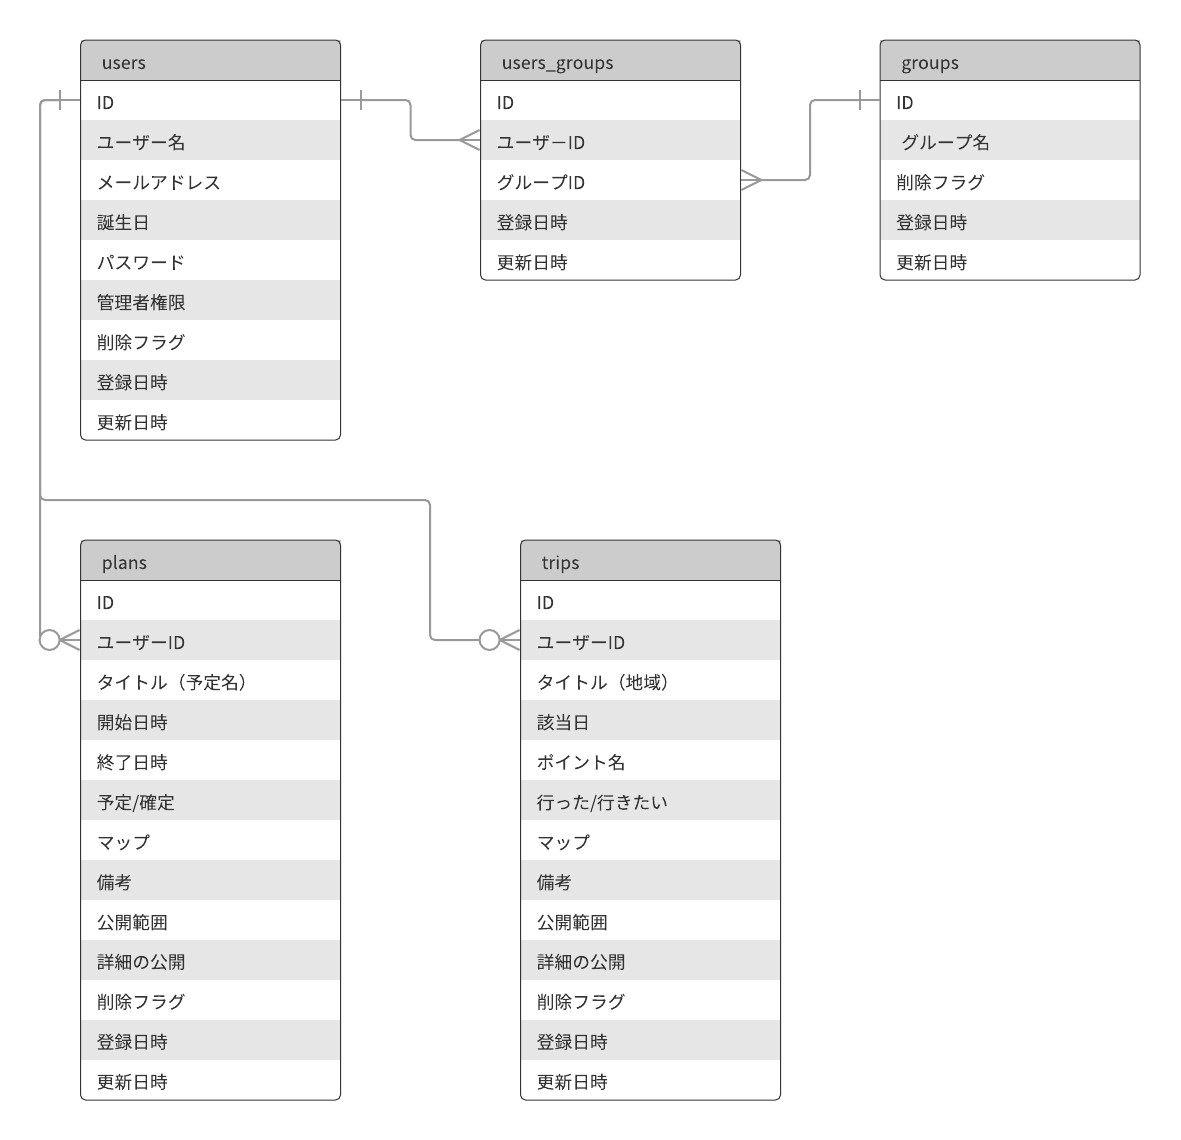 users
ID
ユーザー名
メールアドレス
誕生日
パスワード
管理者権限
削除フラグ
登録日時
更新日時
users_groups
ID
ユーザーID
グループID
登録日時
更新日時
groups
ID
グループ名
削除フラグ
登録日時
更新日時
plans
ID
ユーザーID
タイトル（予定名）
開始日時
終了日時
予定/確定
マップ
備考
公開範囲
詳細の公開
削除フラグ
登録日時
更新日時
trips
ID
ユーザーID
タイトル（地域）
該当日
ポイント名
行った/行きたい
マップ
備考
公開範囲
詳細の公開
削除フラグ
登録日時
更新日時